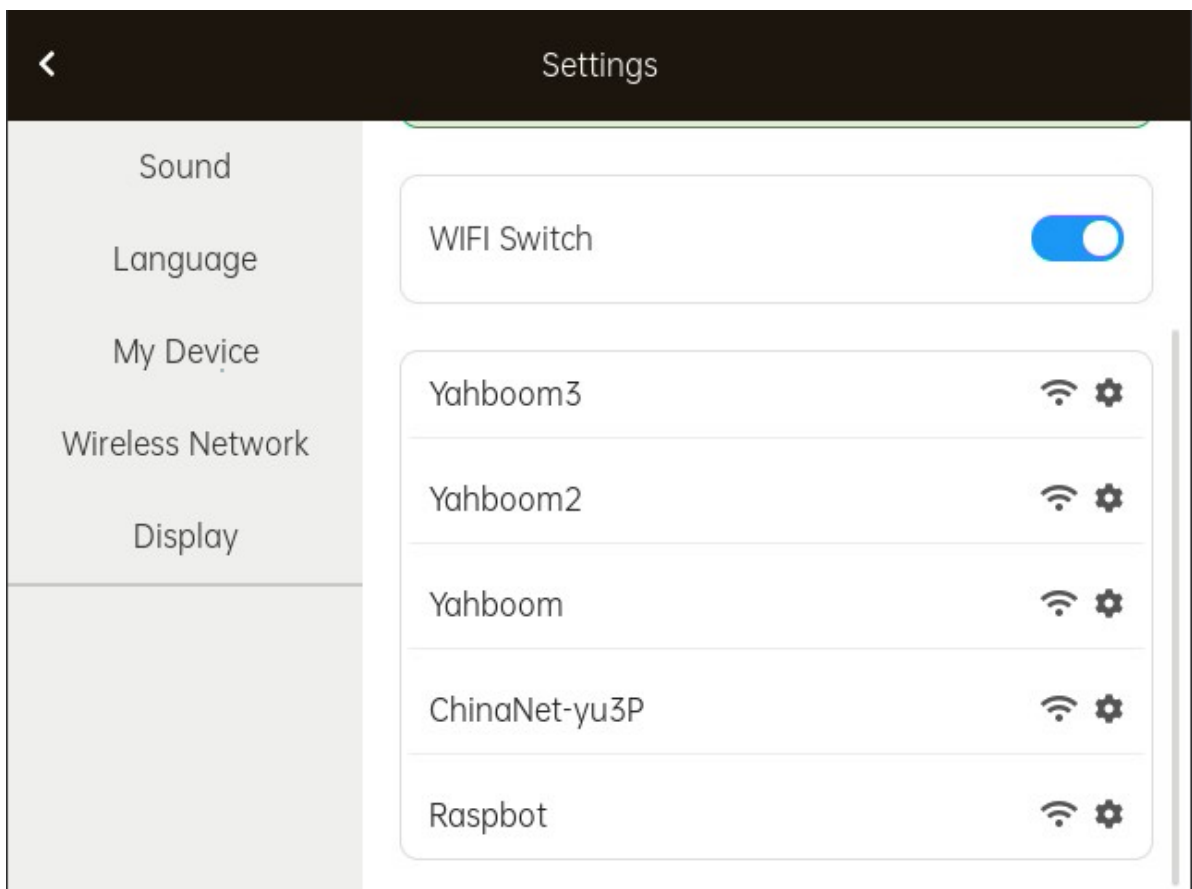 Settings
Sound
Language
My Device
Wireless Network
Display
WIFI Switch
Yahboom3
Yahboom2
Yahboom
ChinaNet-yu3P
Raspbot